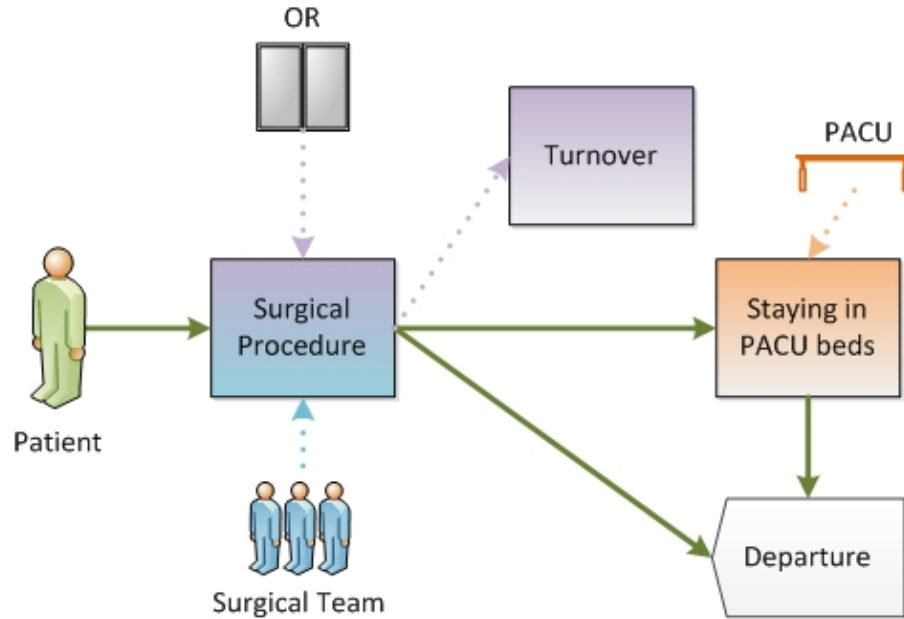 OR
Turnover
PACU
Surgical
Procedure
Staying in
PACU beds
Patient
Departure
Surgical Team